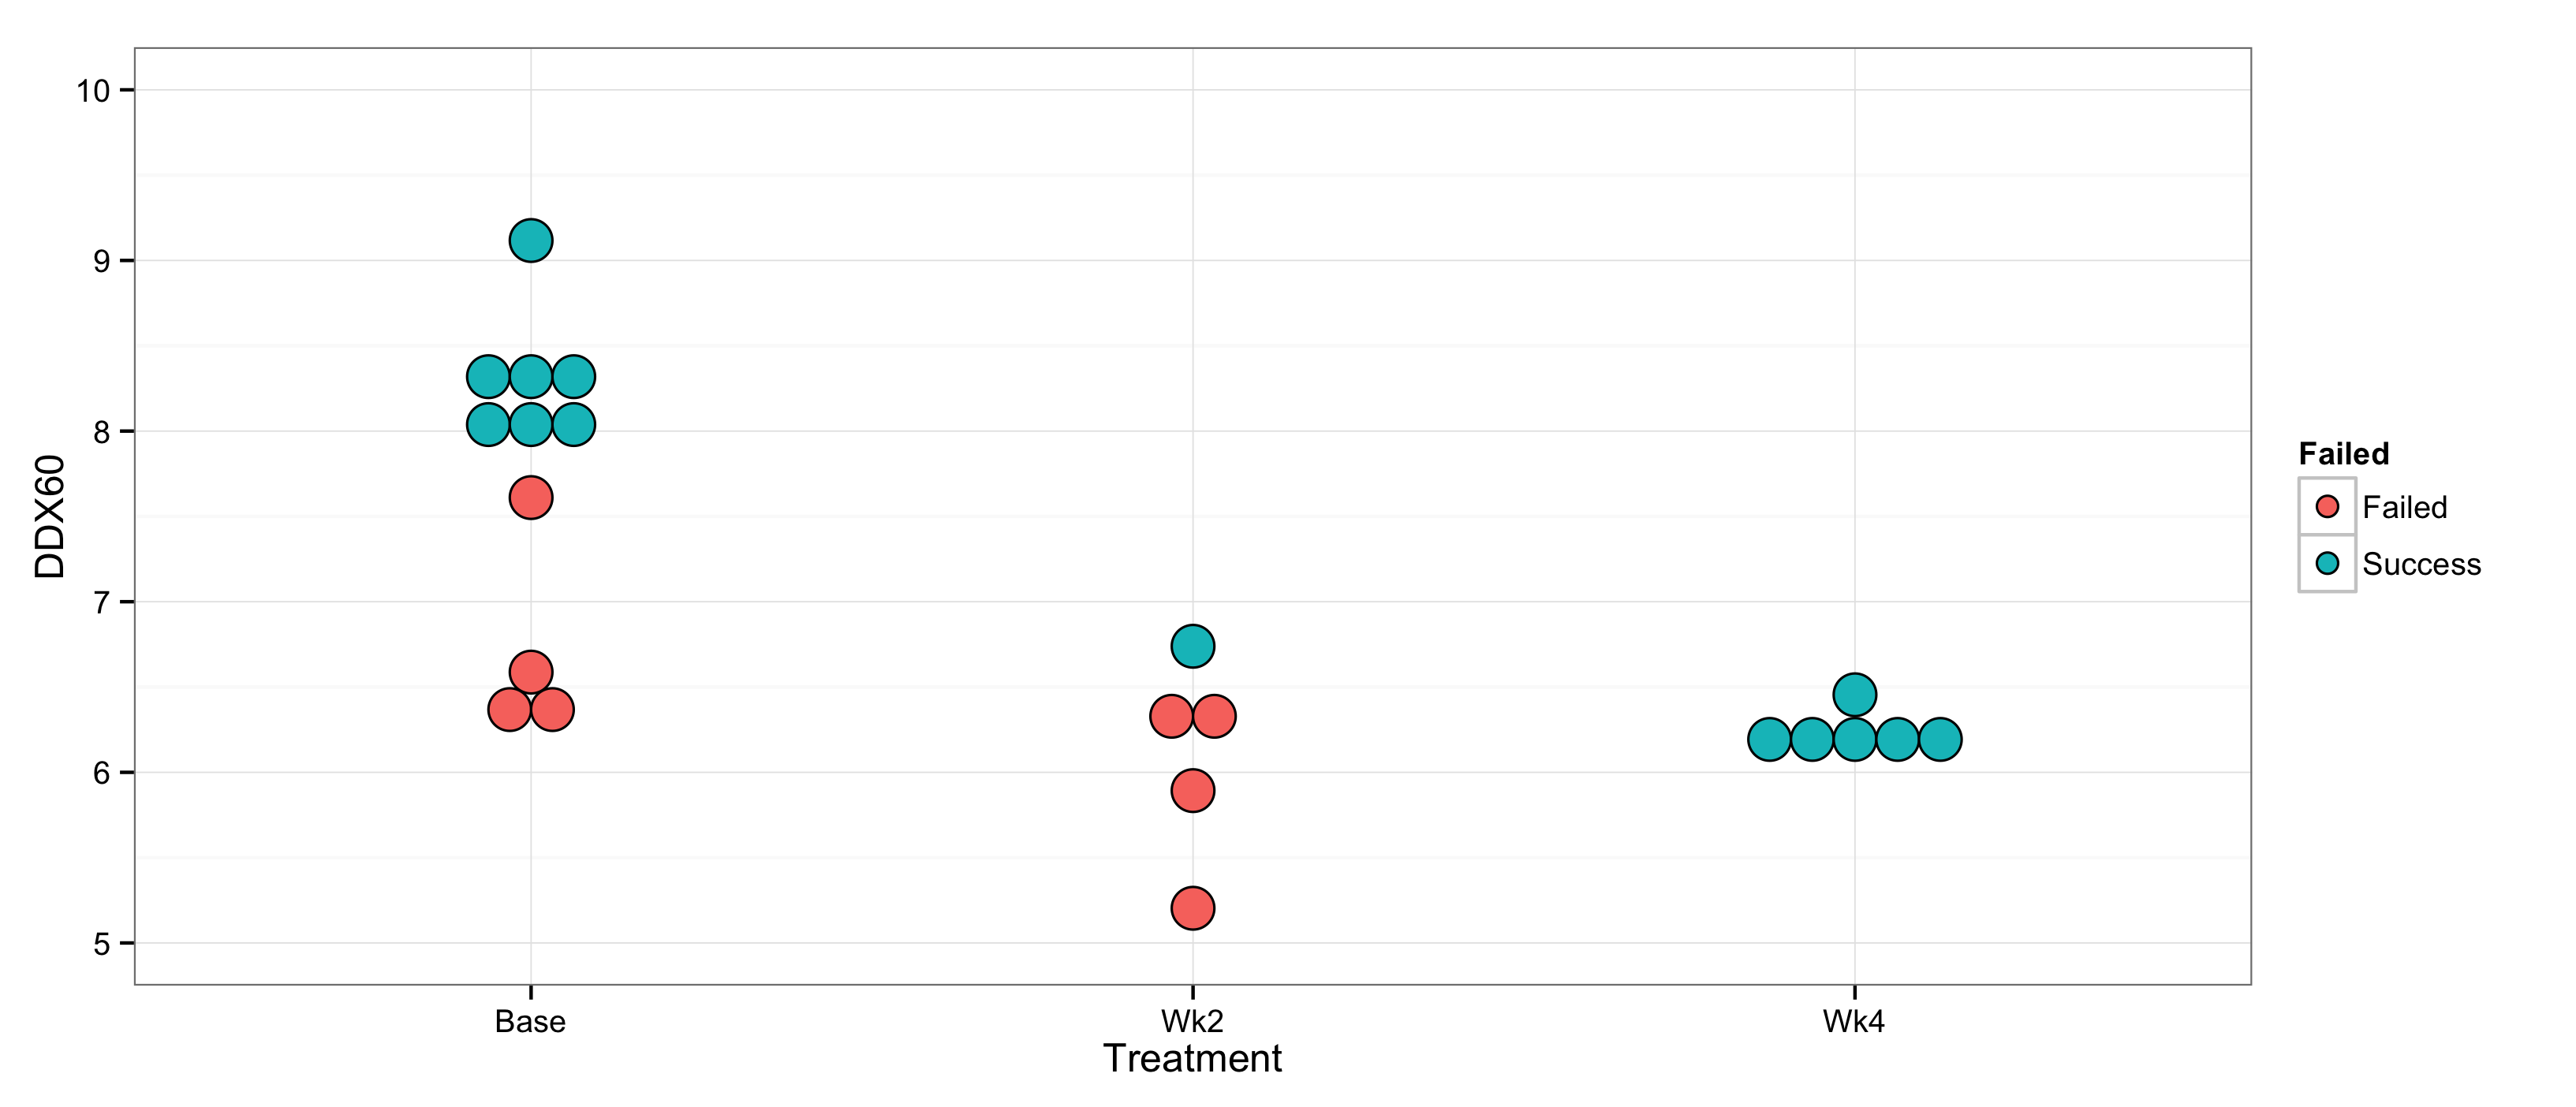 10
9
8
7
6
5
DDX60
Base
Wk2
Wk4
Treatment
Failed
Failed
Success